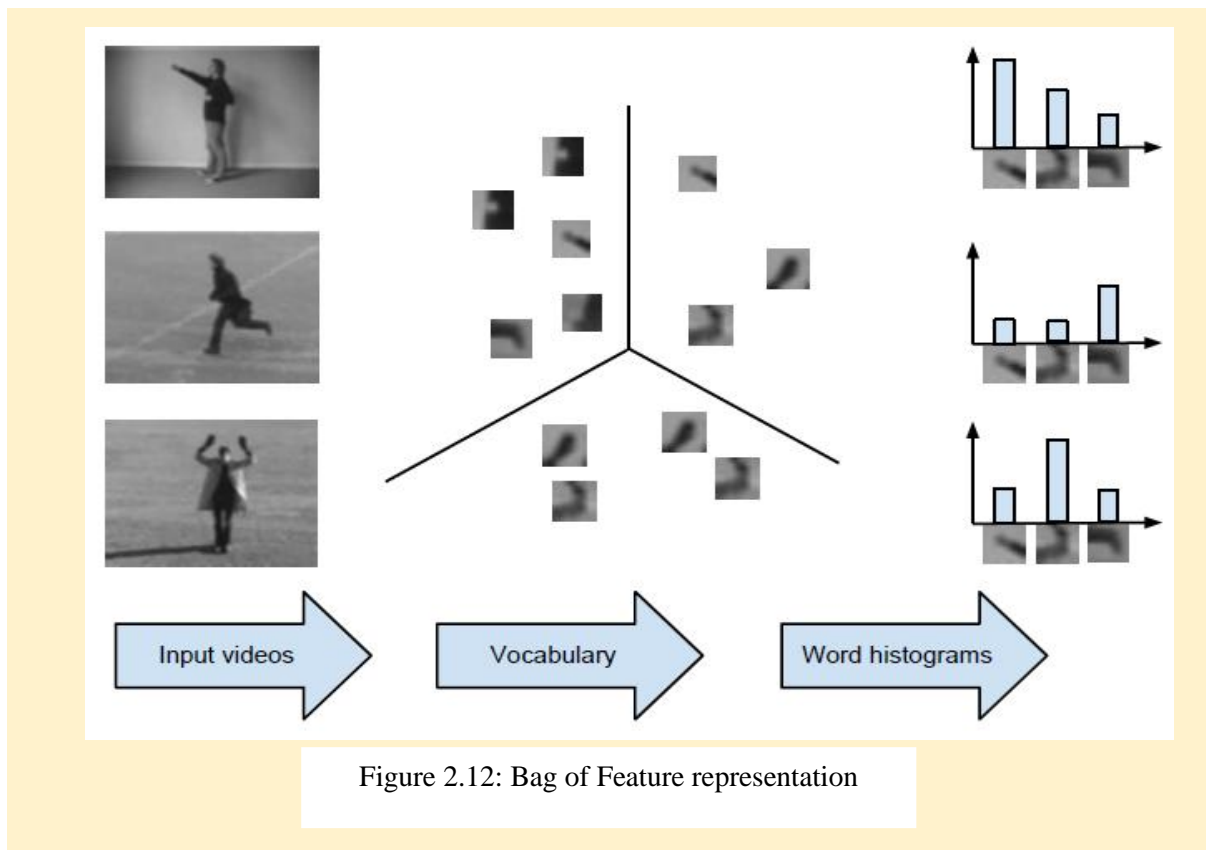 Input videos
Vocabulary
Word histograms
Figure 2.12: Bag of Feature representation